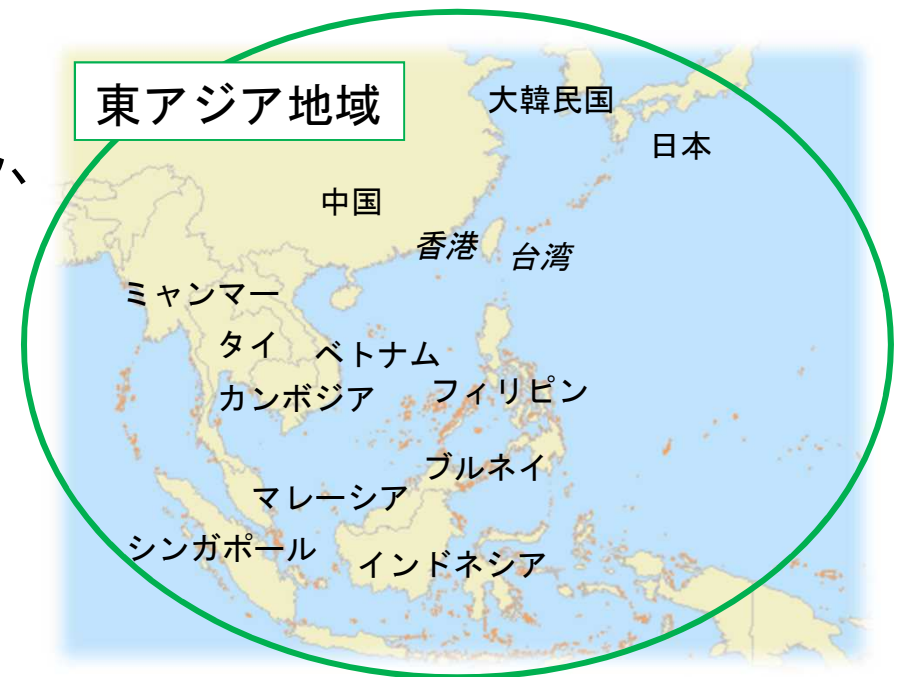 東アジア地域
大韓民国
日本
中国
香港
台湾
ミャンマー
タイ
ベトナム
カンボジア
フィリピン
ブルネイ
マレーシア
シンガポール
インドネシア